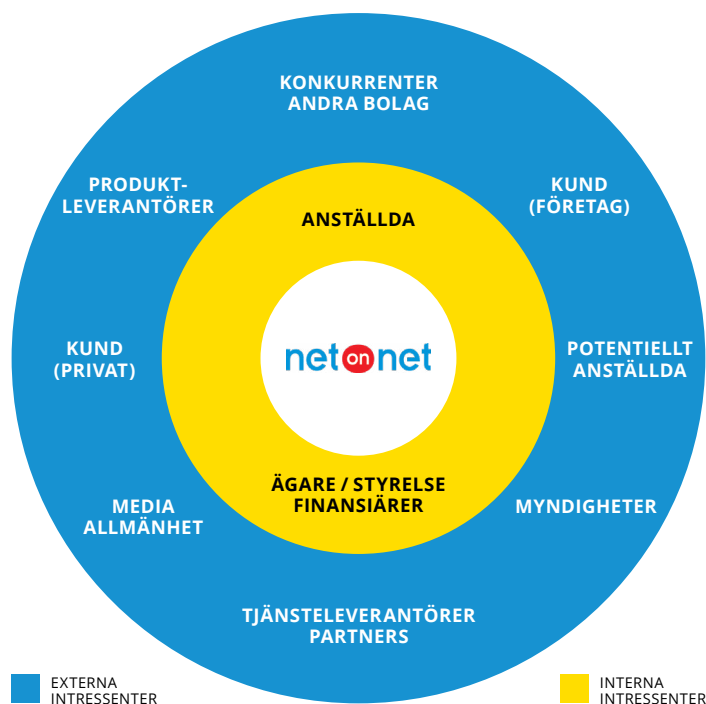 KONKURRENTER
ANDRA BOLAG
PRODUKT-
LEVERANTÖRER
KUND
(FÖRETAG)
ANSTÄLLDA
KUND
(PRIVAT)
netonnet
POTENTIELLT
ANSTÄLLDA
ÄGARE / STYRELSE
FINANSIÄRER
MEDIA
ALLMÄNHET
MYNDIGHETER
TJÄNSTELEVERANTÖRER
PARTNERS
EXTERNA
INTRESSENTER
INTERNA
INTRESSENTER